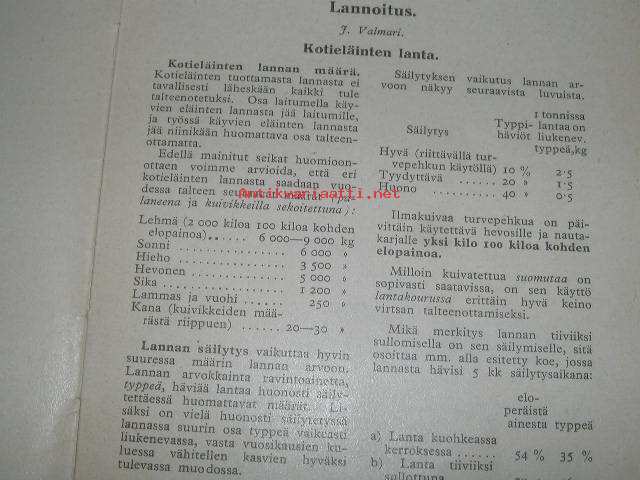 Lannoitus.
J. Valmari.
Kotieläinten lanta.
Kotieläinten lannan määrä.
Kotieläinten tuottamasta lannasta ei
tavallisesti läheskään kaikki tule
talteenotetuksi. Osa laitumille käy-
vien eläinten lannasta jää laitumille,
ja työssä käyvien eläinten lannasta
jää niinikään huomattava osa talteen-
ottamatta.
Edellä mainitut seikat huomioon-
ottaen voimme arvioida, että eri
kotieläinten lannasta saadaan vuo-
dessa talteen seuraavat määrät
laneena ja kuivikkeilla sekoitettuna):
Lehmä (2 000 kiloa 100 kiloa kohden
elopainoa)...... 6 000—9 000 kg
Sonni .................... 6 000 »
Hieho .................... 3 500 »
Hevonen .................. 5 000 »
Sika ..................... 1 200 »
Lammas ja vuohi .......... 250 »
Kana (kuivikkeiden mää-
rästä riippuen) ...... 20—30 »
Lannan säilytys vaikuttaa hyvin
suuressa määrin lannan arvoon.
Lannan arvokkainta ravintoainetta,
typpeä, häviää lantaa huonosti säily-
tettäessä huomattavat määrät. Li-
säksi on vielä huonosti säilytetyssä
lannassa suurin osa typpeä vaikeasti
liukenevassa, vasta vuosikausien ku-
luessa vähitellen kasvien hyväksi
tulevassa muodossa.
Säilytyksen vaikutus lannan ar-
voon näkyy seuraavista luvuista.
1 tonnissa
Typpi- lantaa on
Säilytys häviöt liukenev.
typpeä,kg
Hyvä (riittävällä tur-
vepehkun käytöllä) 10 % 2.5
Tyydyttävä ...... 20 » 1.5
Huono ...... 40 » 0.5
Ilmakuivaa turvepehkua on päi-
vittäin käytettävä hevosille ja nauta-
karjalle yksi kilo 100 kiloa kohden
elopainoa.
Milloin kuivatettua suomutaa on
sopivasti saatavissa, on sen käyttö
lantakourussa erittäin hyvä keino
virtsan talteenottamiseksi.
Mikä merkitys lannan tiiviiksi
sullomisella on sen säilymiselle, sitä
osoittaa mm. alla esitetty koe, jossa
lannasta hävisi 5 kk säilytysaikana:
elo-
peräistä
ainesta typpeä
a) Lanta kuohkeassa
kerroksessa ...... 54 % 35 %
b) Lanta tiiviiksi
sullottuna
Antikvariaatti.net